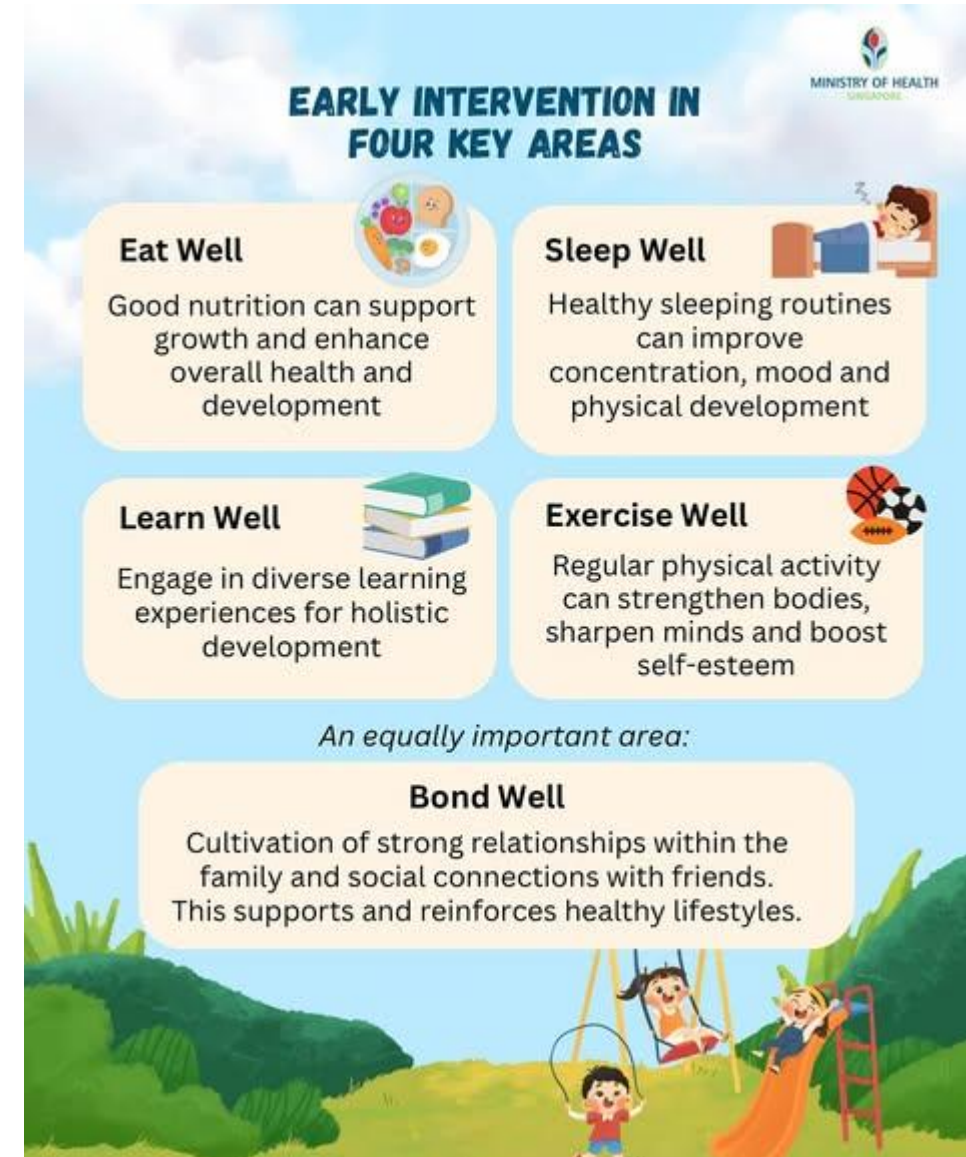 MINISTRY OF HEALTH
SINGAPORE
EARLY INTERVENTION IN
FOUR KEY AREAS
Eat Well
Good nutrition can support
growth and enhance
overall health and
development
zzz
Sleep Well
Healthy sleeping routines
can improve
concentration, mood and
physical development
Learn Well
Engage in diverse learning
experiences for holistic
development
Exercise Well
Regular physical activity
can strengthen bodies,
sharpen minds and boost
self-esteem
An equally important area:
Bond Well
Cultivation of strong relationships within the
family and social connections with friends.
This supports and reinforces healthy lifestyles.